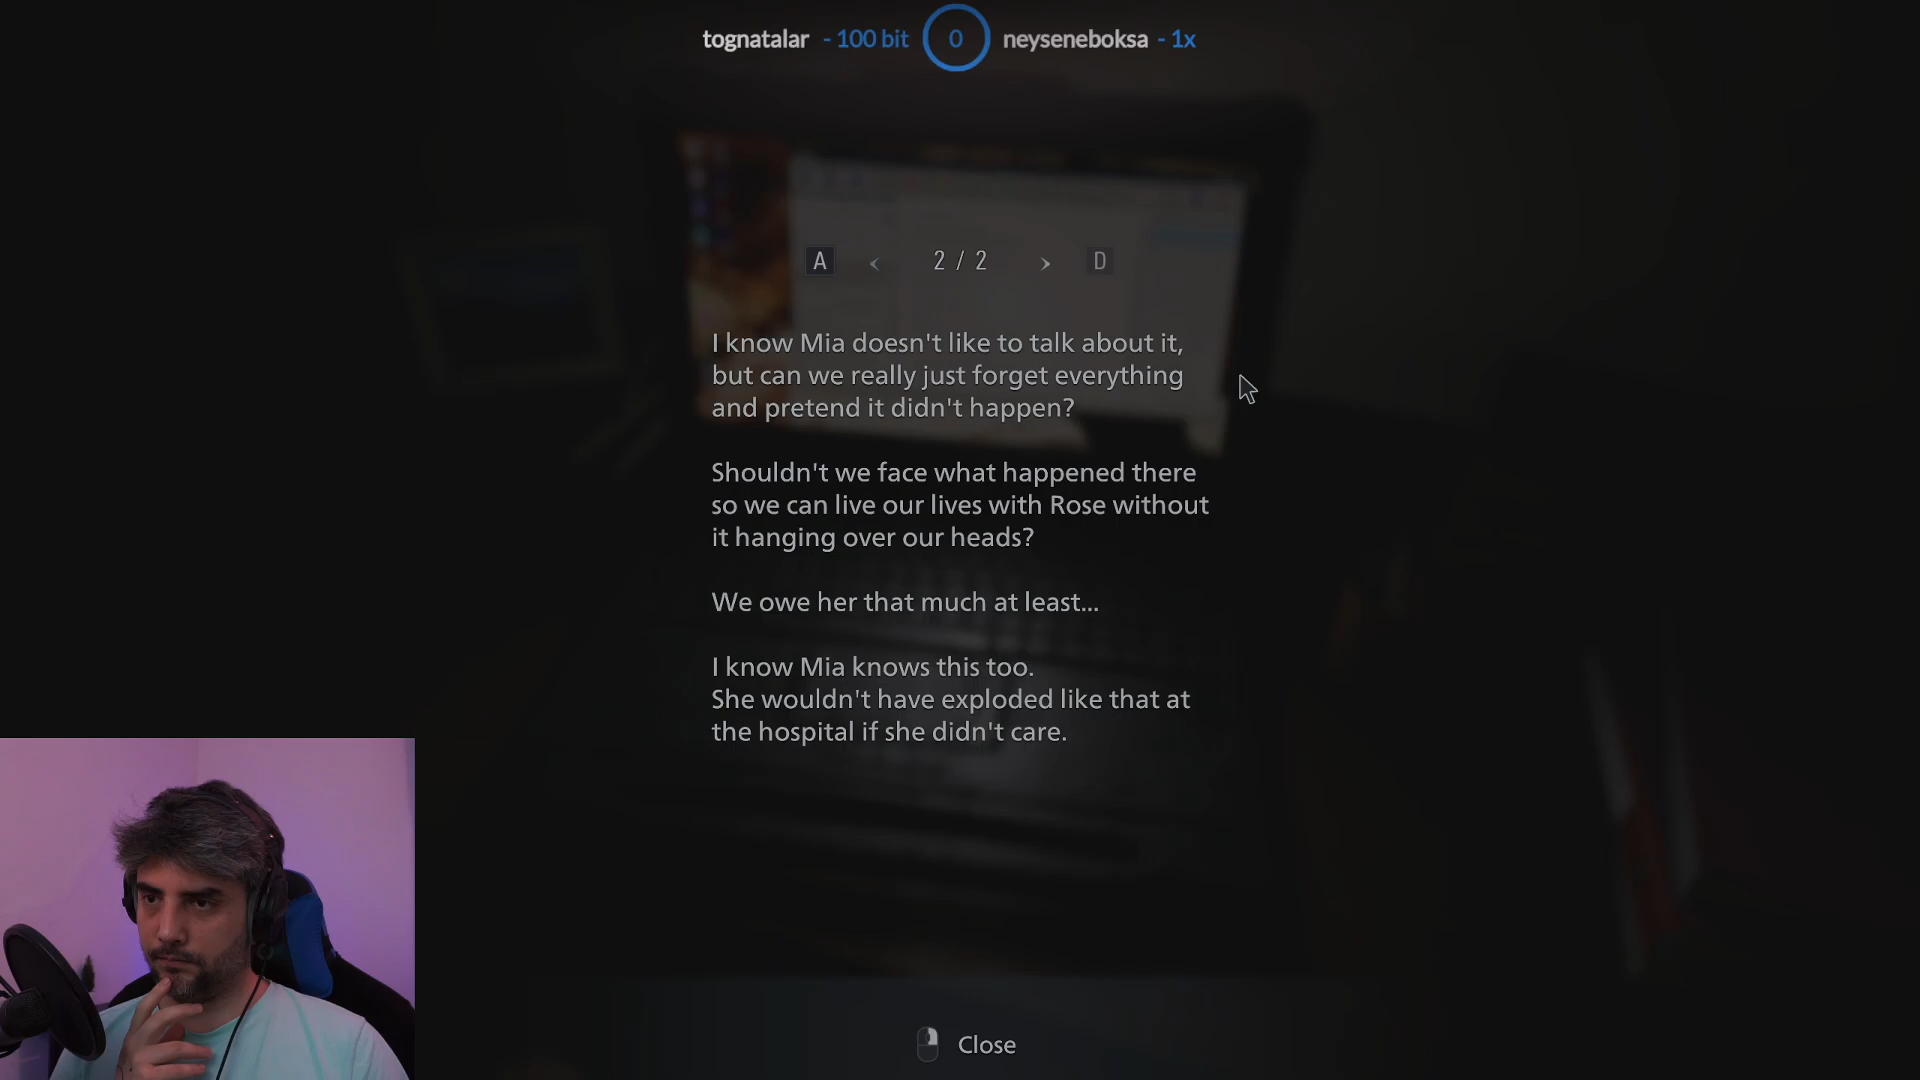 tognatalar - 100 bit 0 neyseneboksa - 1x
A < 2 / 2 > D
I know Mia doesn't like to talk about it,
but can we really just forget everything
and pretend it didn't happen?
Shouldn't we face what happened there
so we can live our lives with Rose without
it hanging over our heads?
We owe her that much at least...
I know Mia knows this too.
She wouldn't have exploded like that at
the hospital if she didn't care.
Close